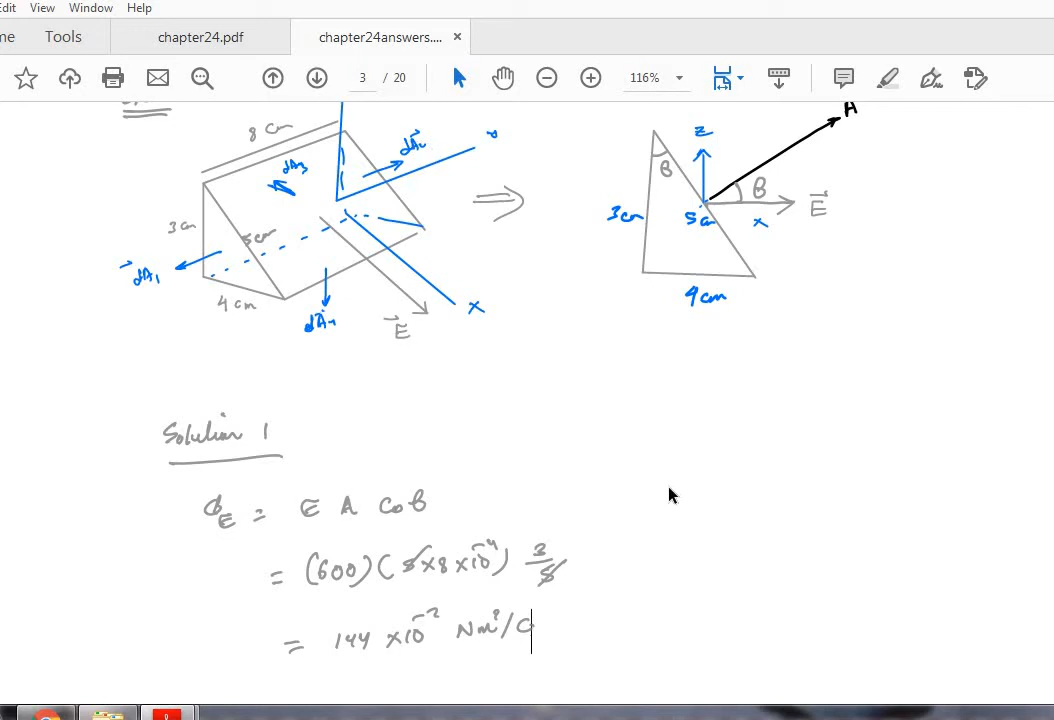 Edit View Window Help
me Tools chapter24.pdf chapter24answers.... ×
3 / 20 116%
8 cm
dA₂
dA₃
3 cm
5 cm
dA₁
4 cm
dA₄
E
x
⇒
A
z
θ
θ
E
3cm
5cm
x
4cm
Solution 1
Φ_E = E A Cosθ
= (600)(5×8×10⁻⁴) 3/5
= 144 ×10⁻² Nm²/C